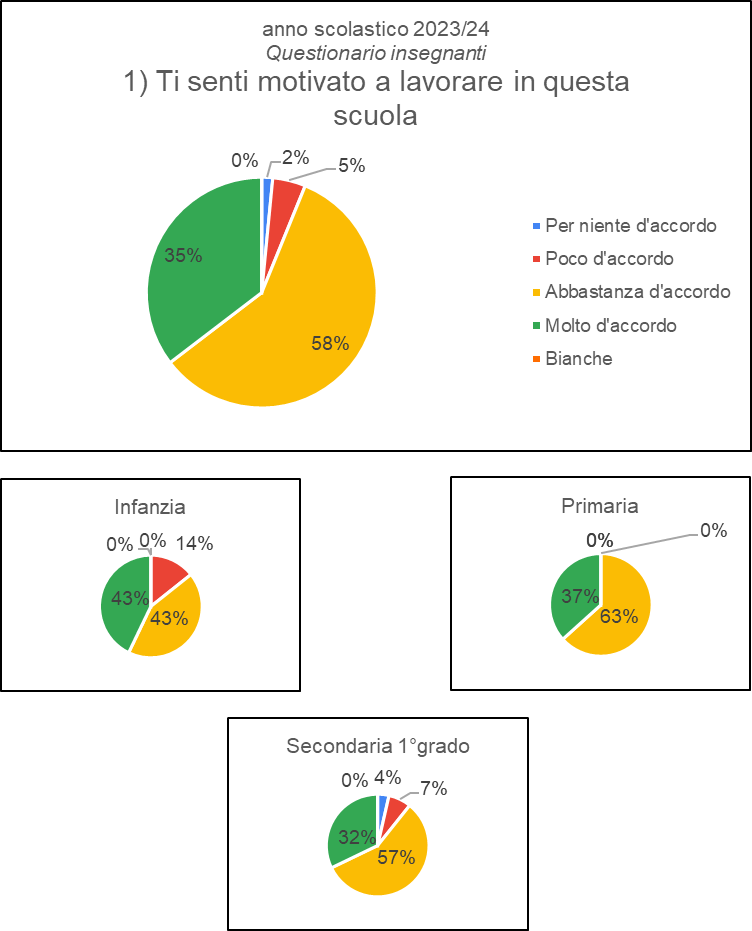 anno scolastico 2023/24
Questionario insegnanti
1) Ti senti motivato a lavorare in questa
scuola
0%
2%
5%
35%
58%
Per niente d'accordo
Poco d'accordo
Abbastanza d'accordo
Molto d'accordo
Bianche
Infanzia
0%
0%
14%
43%
43%
Primaria
0%
0%
37%
63%
Secondaria 1°grado
0%
4%
7%
32%
57%